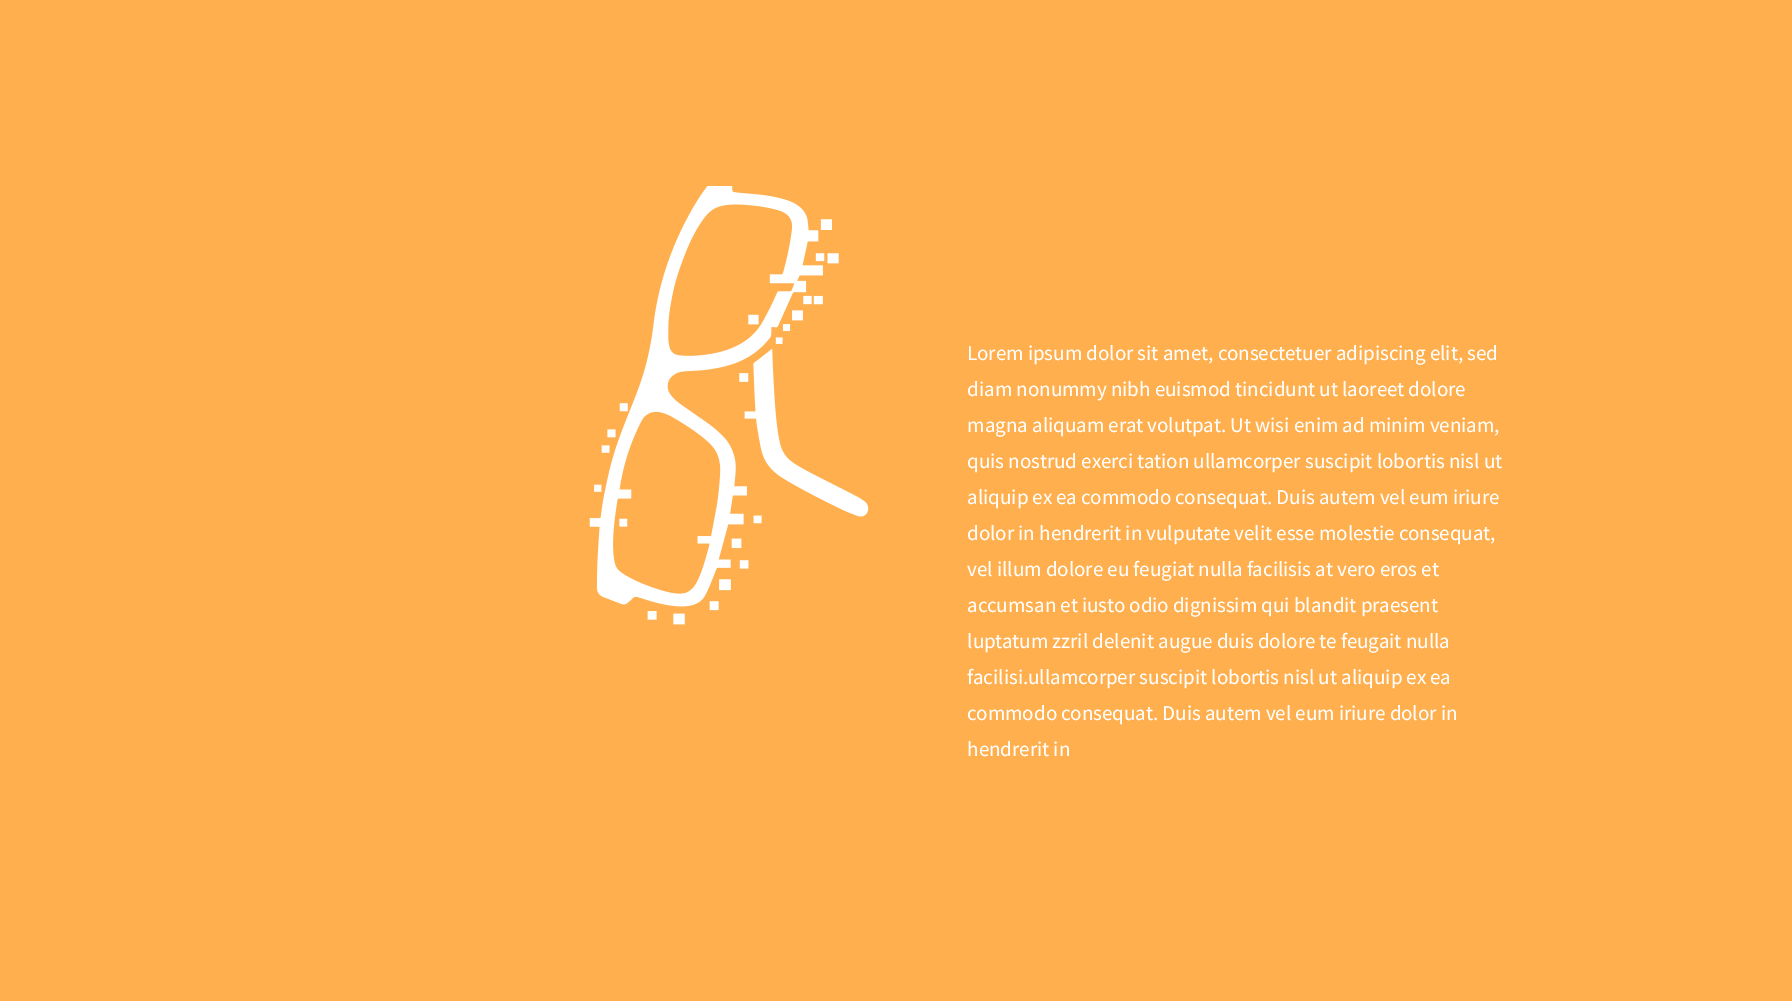 Lorem ipsum dolor sit amet, consectetuer adipiscing elit, sed
diam nonummy nibh euismod tincidunt ut laoreet dolore
magna aliquam erat volutpat. Ut wisi enim ad minim veniam,
quis nostrud exerci tation ullamcorper suscipit lobortis nisl ut
aliquip ex ea commodo consequat. Duis autem vel eum iriure
dolor in hendrerit in vulputate velit esse molestie consequat,
vel illum dolore eu feugiat nulla facilisis at vero eros et
accumsan et iusto odio dignissim qui blandit praesent
luptatum zzril delenit augue duis dolore te feugait nulla
facilisi.ullamcorper suscipit lobortis nisl ut aliquip ex ea
commodo consequat. Duis autem vel eum iriure dolor in
hendrerit in